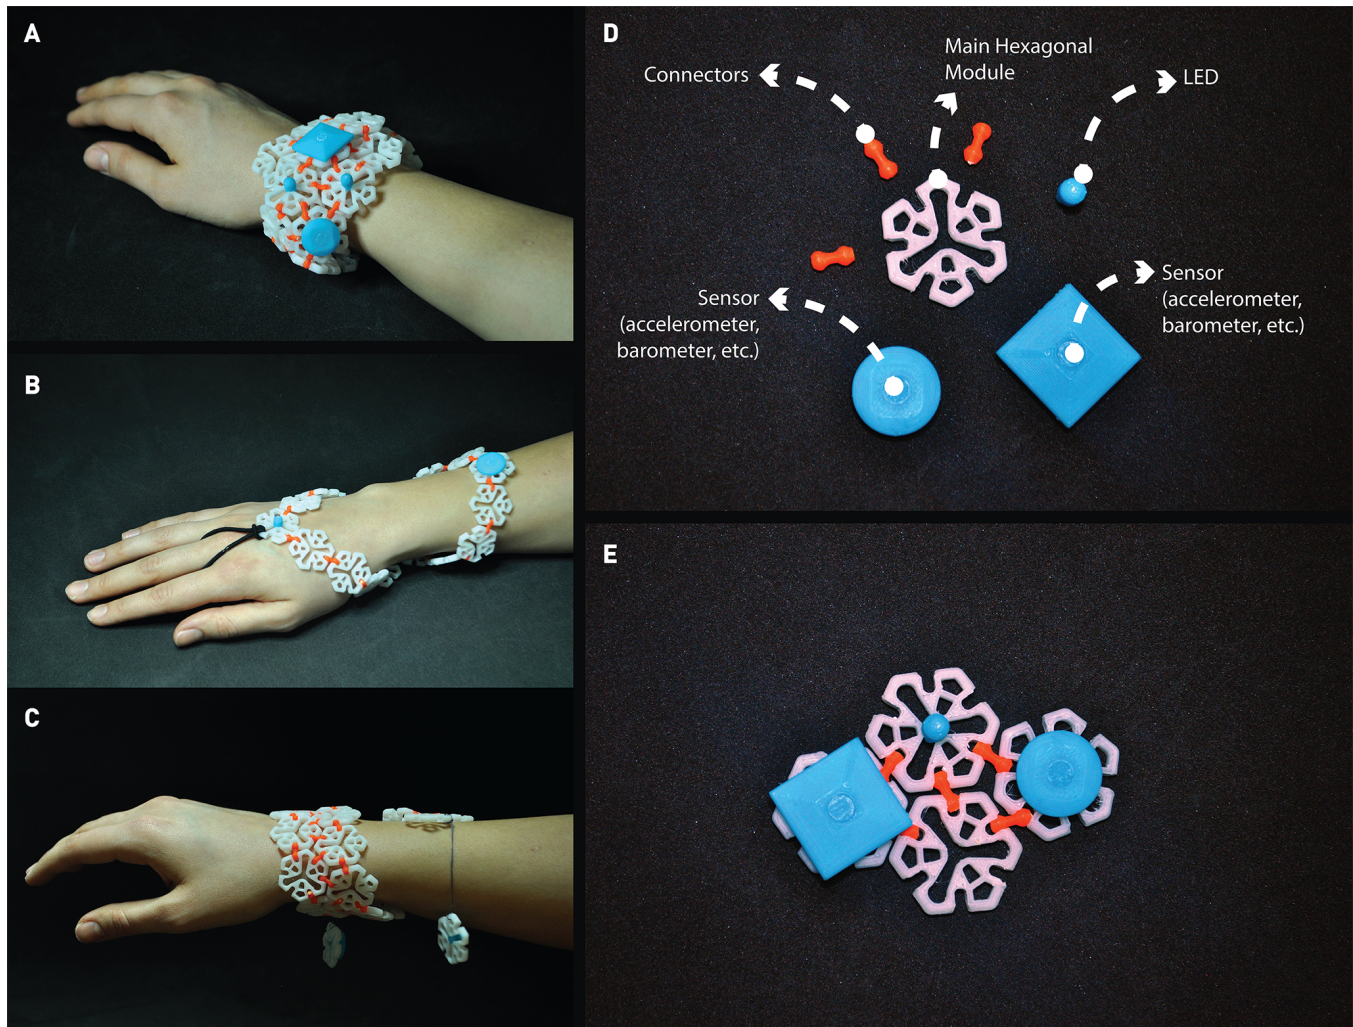 A
B
C
D
Connectors
Main Hexagonal
Module
LED
Sensor
(accelerometer,
barometer, etc.)
Sensor
(accelerometer,
barometer, etc.)
E